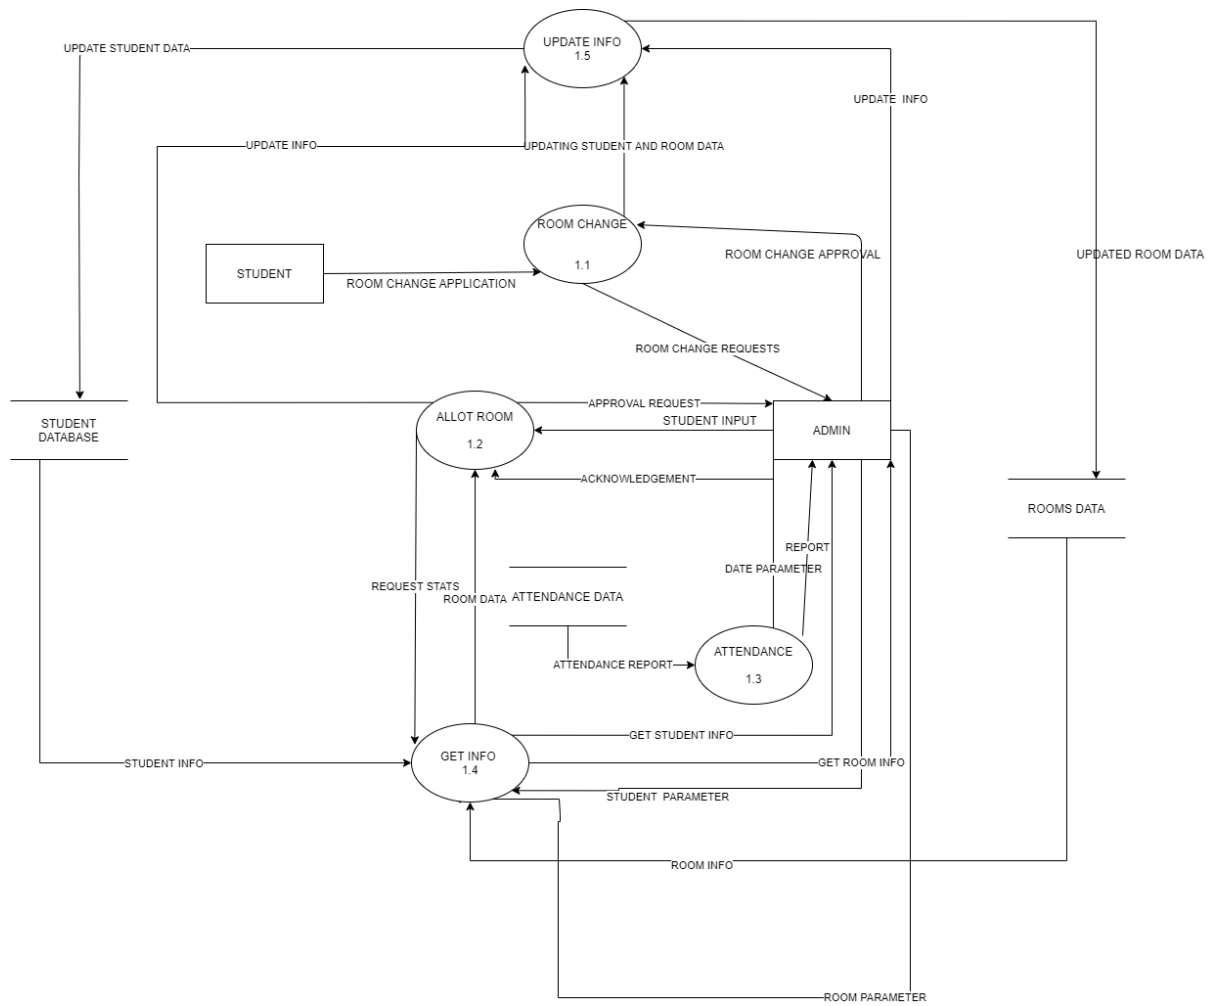 UPDATE INFO
1.5
UPDATE STUDENT DATA
UPDATE  INFO
UPDATE INFO
UPDATING STUDENT AND ROOM DATA
ROOM CHANGE
1.1
STUDENT
ROOM CHANGE APPLICATION
ROOM CHANGE APPROVAL
UPDATED ROOM DATA
ROOM CHANGE REQUESTS
STUDENT
DATABASE
ALLOT ROOM
1.2
APPROVAL REQUEST
STUDENT INPUT
ADMIN
ACKNOWLEDGEMENT
ROOMS DATA
REPORT
DATE PARAMETER
REQUEST STATS
ROOM DATA
ATTENDANCE DATA
ATTENDANCE REPORT
ATTENDANCE
1.3
GET STUDENT INFO
STUDENT INFO
GET INFO
1.4
GET ROOM INFO
STUDENT  PARAMETER
ROOM INFO
ROOM PARAMETER